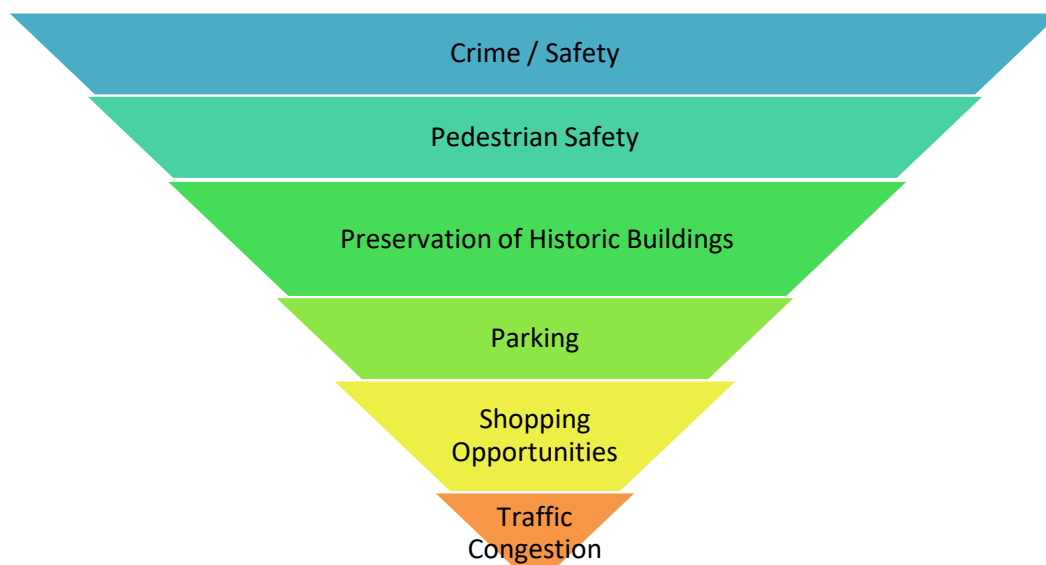 Crime / Safety
Pedestrian Safety
Preservation of Historic Buildings
Parking
Shopping
Opportunities
Traffic
Congestion